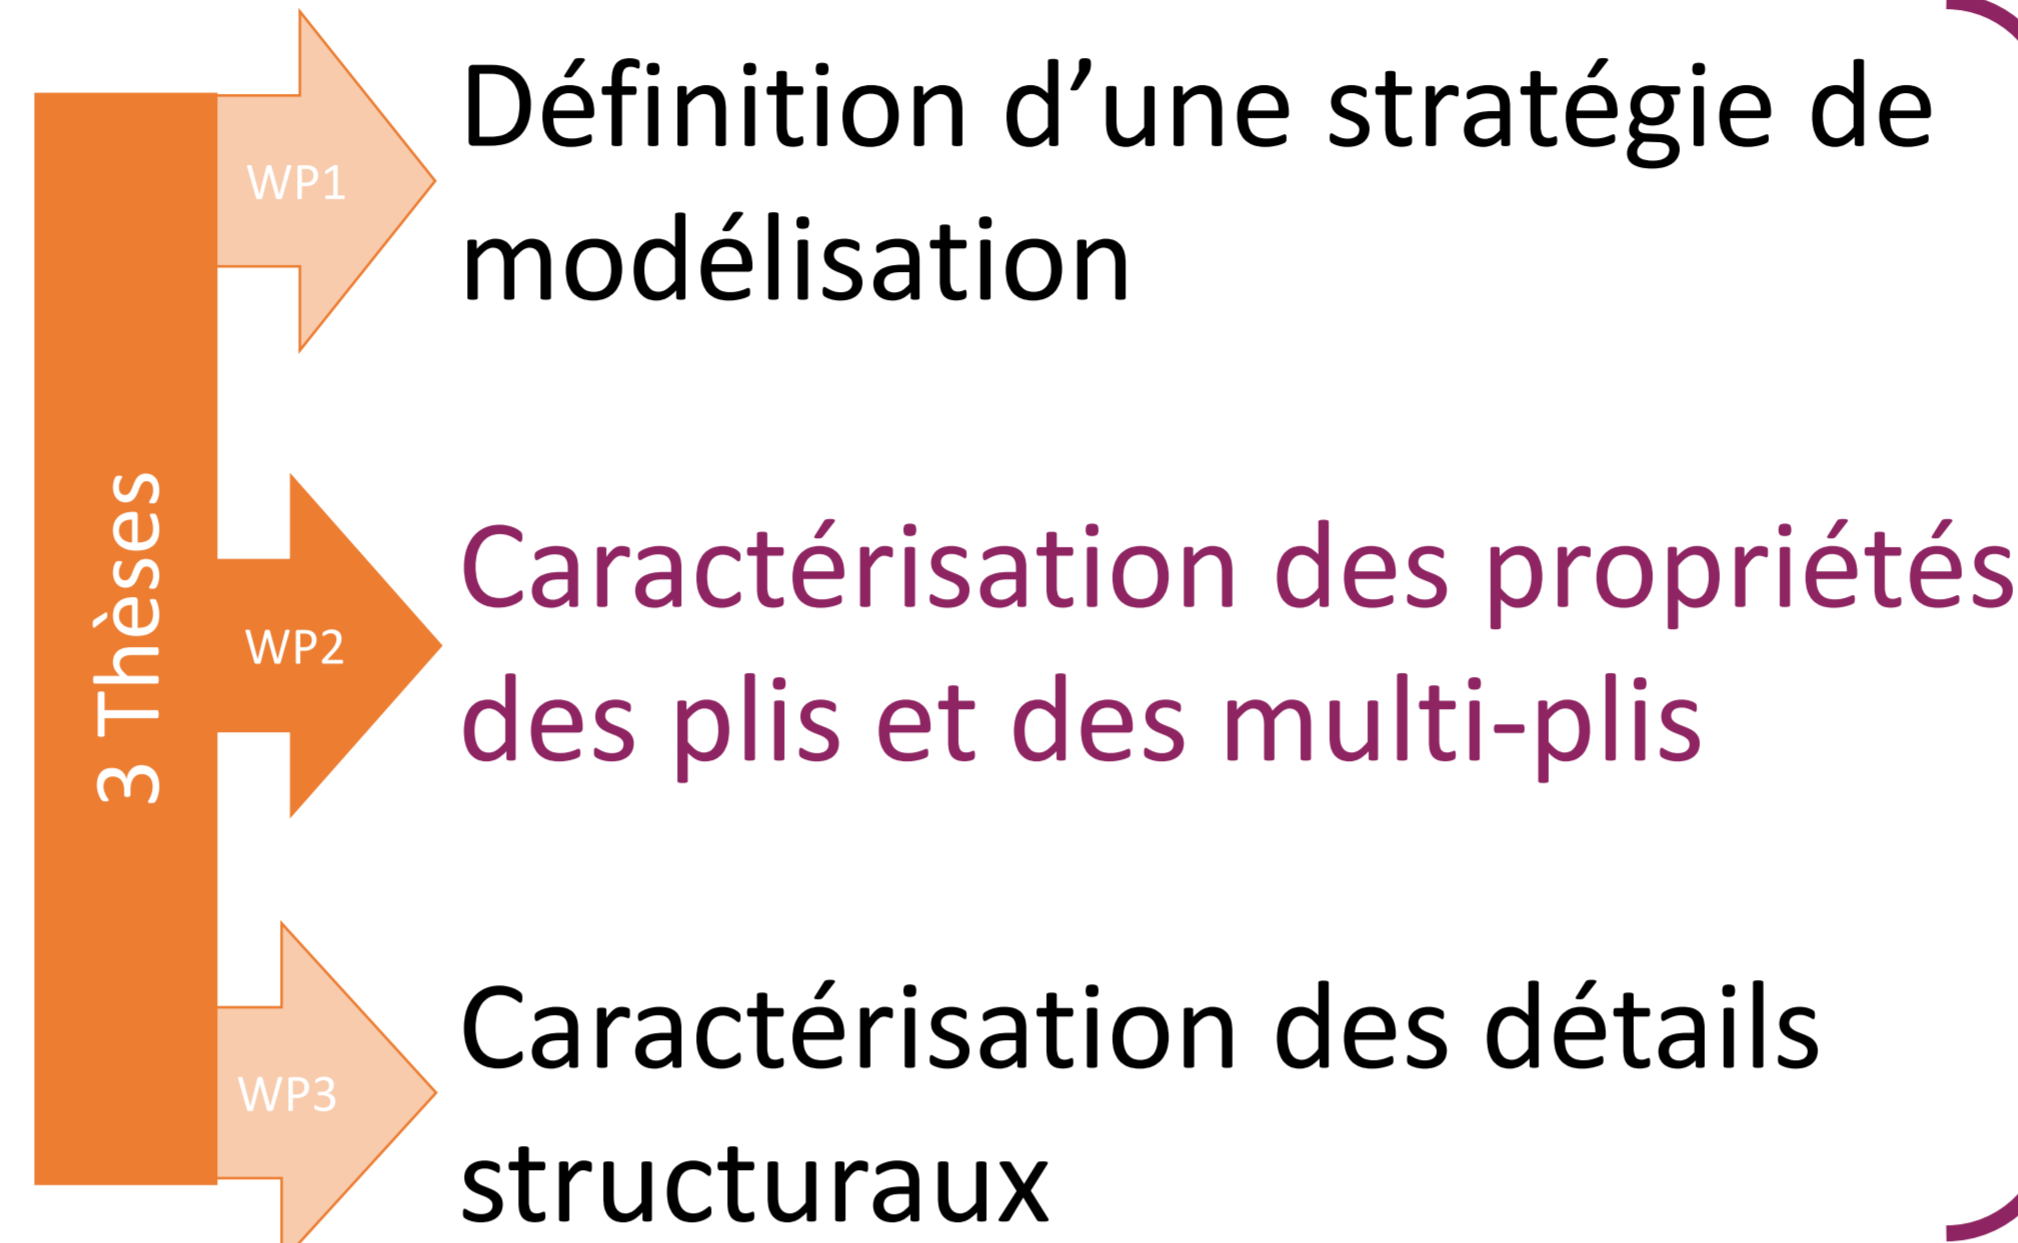 3 Thèses
WP1
Définition d’une stratégie de
modélisation
WP2
Caractérisation des propriétés
des plis et des multi-plis
WP3
Caractérisation des détails
structuraux